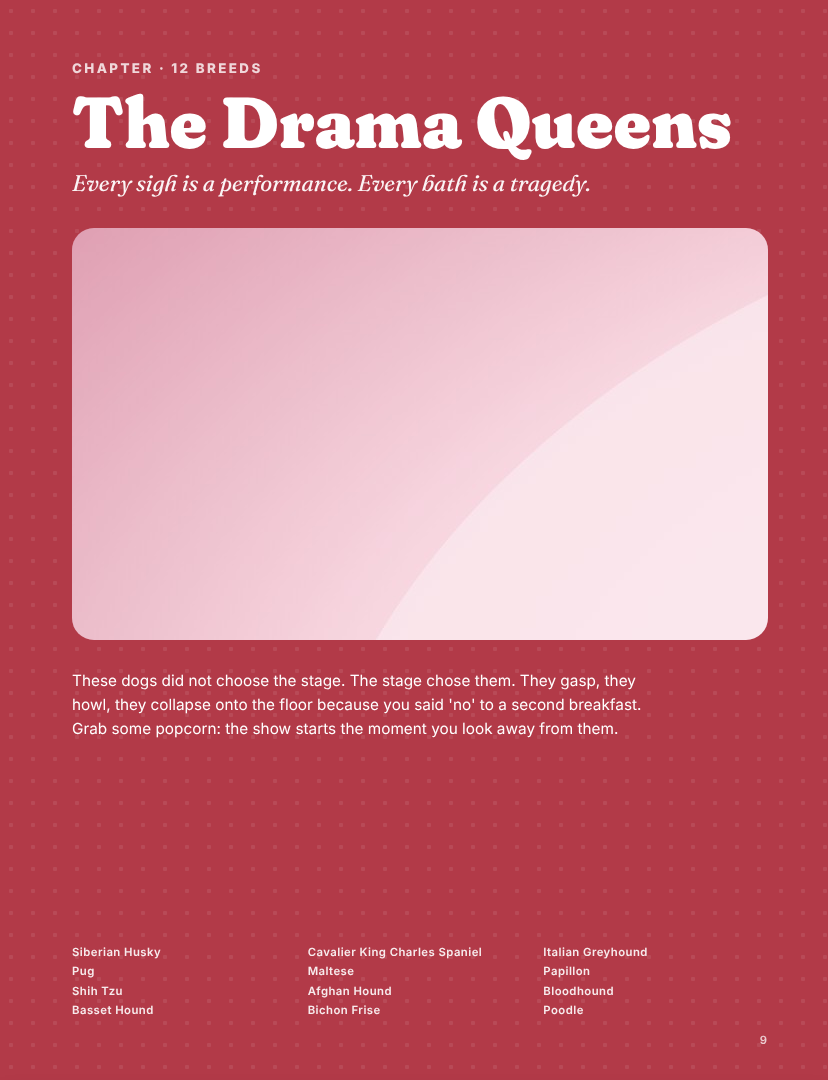 CHAPTER · 12 BREEDS
The Drama Queens
Every sigh is a performance. Every bath is a tragedy.
These dogs did not choose the stage. The stage chose them. They gasp, they
howl, they collapse onto the floor because you said 'no' to a second breakfast.
Grab some popcorn: the show starts the moment you look away from them.
Siberian Husky
Pug
Shih Tzu
Basset Hound
Cavalier King Charles Spaniel
Maltese
Afghan Hound
Bichon Frise
Italian Greyhound
Papillon
Bloodhound
Poodle
9